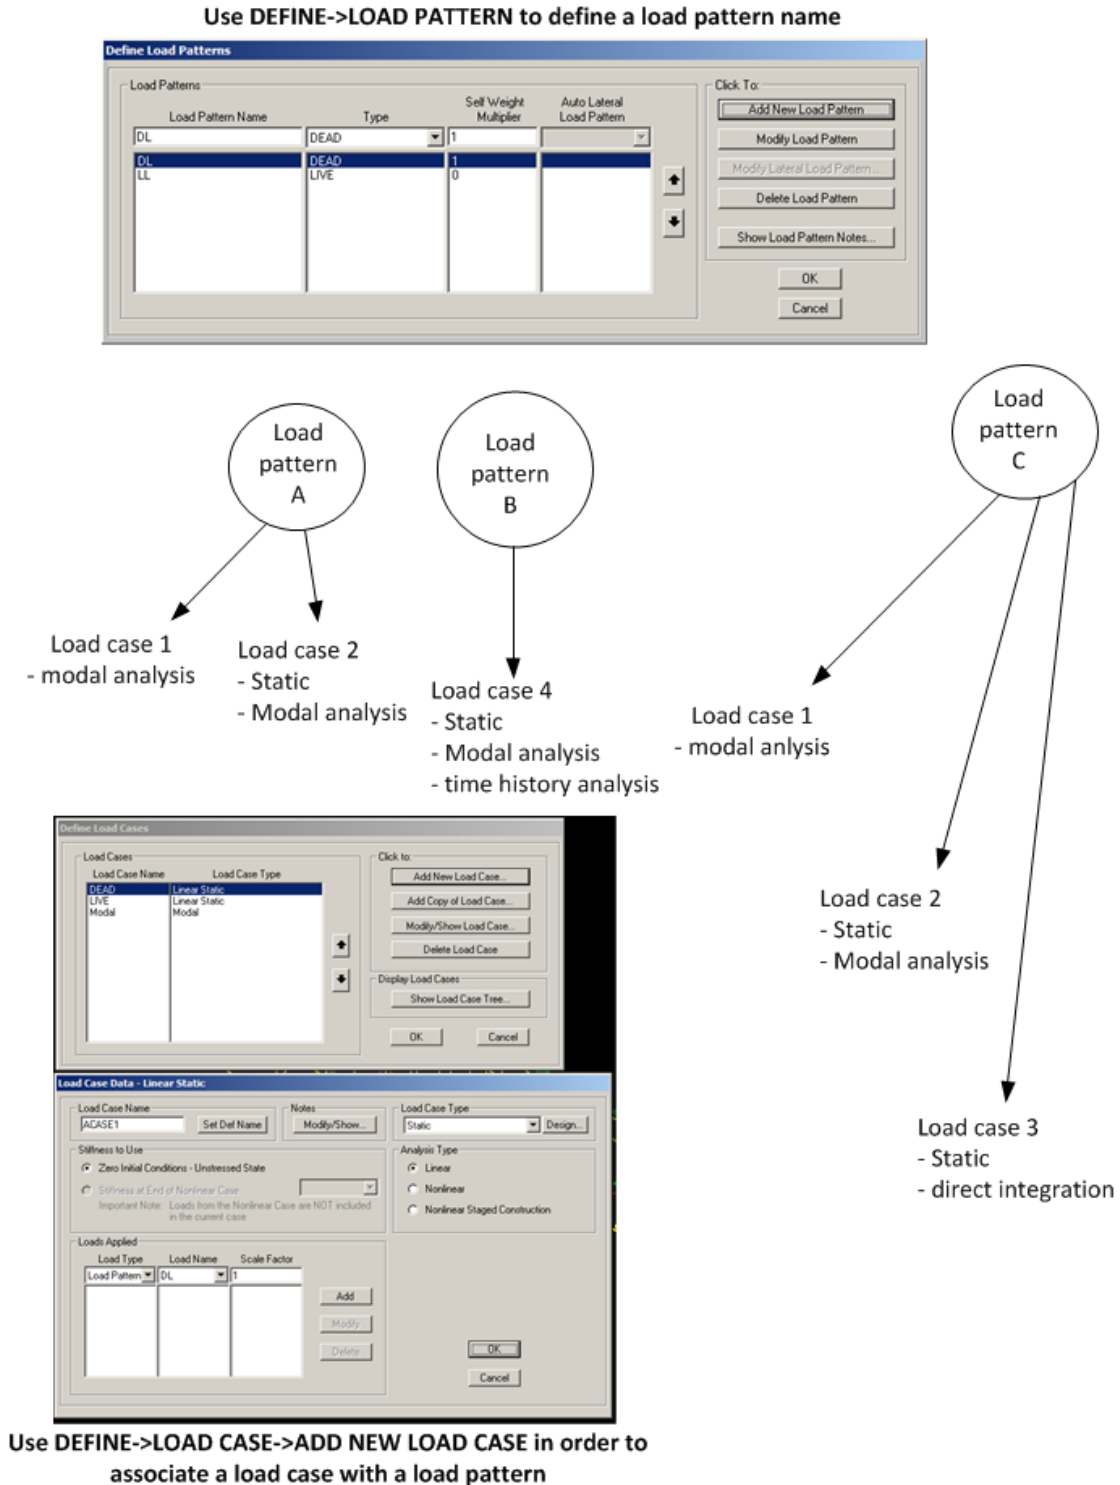 Use DEFINE->LOAD PATTERN to define a load pattern name
Define Load Patterns
Load Patterns
Click To:
Load Pattern Name
Type
Self Weight
Multiplier
Auto Lateral
Load Pattern
DL
DEAD
1
DL
DEAD
1
LL
LIVE
0
Add New Load Pattern
Modify Load Pattern
Modify Lateral Load Pattern...
Delete Load Pattern
Show Load Pattern Notes...
OK
Cancel
Load
pattern
A
Load
pattern
B
Load
pattern
C
Load case 1
- modal analysis
Load case 2
- Static
- Modal analysis
Load case 4
- Static
- Modal analysis
- time history analysis
Load case 1
- modal anlysis
Load case 2
- Static
- Modal analysis
Load case 3
- Static
- direct integration
Define Load Cases
Load Cases
Load Case Name
Load Case Type
DEAD
Linear Static
LIVE
Linear Static
Modal
Modal
Click to:
Add New Load Case...
Add Copy of Load Case...
Modify/Show Load Case...
Delete Load Case
Display Load Cases
Show Load Case Tree...
OK
Cancel
Load Case Data - Linear Static
Load Case Name
ACASE1
Set Def Name
Notes
Modify/Show...
Load Case Type
Static
Design...
Stiffness to Use
Zero Initial Conditions - Unstressed State
Stiffness at End of Nonlinear Case
Important Note: Loads from the Nonlinear Case are NOT included
in the current case
Analysis Type
Linear
Nonlinear
Nonlinear Staged Construction
Loads Applied
Load Type
Load Name
Scale Factor
Load Pattern
DL
1
Add
Modify
Delete
OK
Cancel
Use DEFINE->LOAD CASE->ADD NEW LOAD CASE in order to
associate a load case with a load pattern